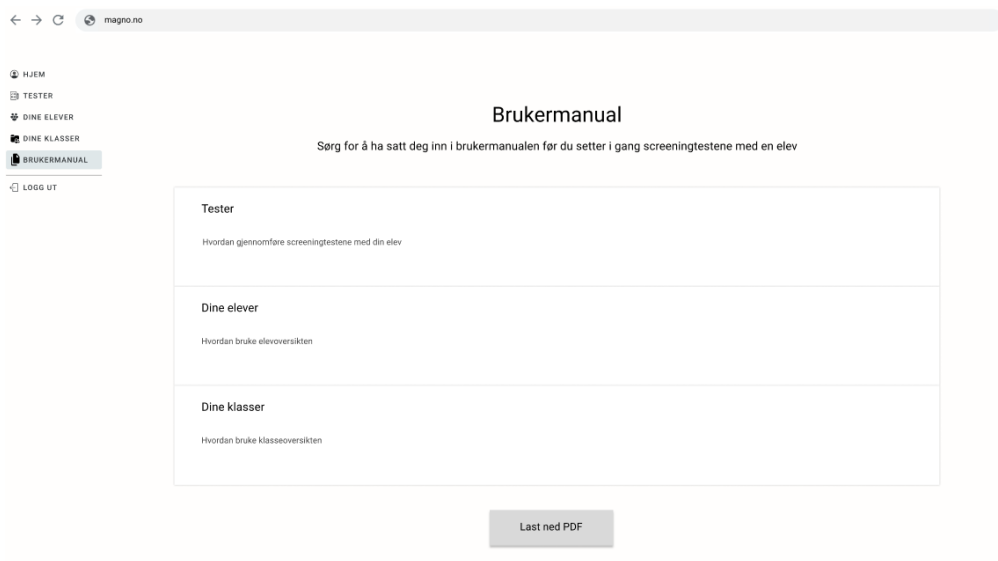 magno.no
HJEM
TESTER
DINE ELEVER
DINE KLASSER
BRUKERMANUAL
LOGG UT
Brukermanual
Sørg for å ha satt deg inn i brukermanualen før du setter i gang screeningtestene med en elev
Tester
Hvordan gjennomføre screeningtestene med din elev
Dine elever
Hvordan bruke elevoversikten
Dine klasser
Hvordan bruke klasseoversikten
Last ned PDF